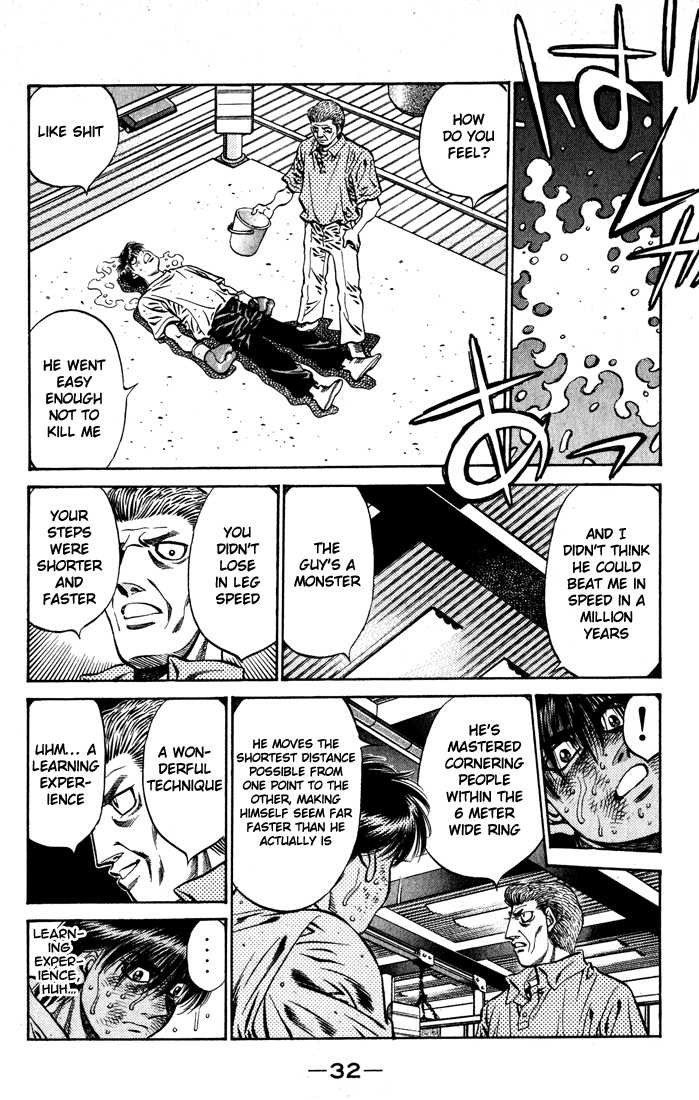 ばしゃ
HOW
DO YOU
FEEL?
LIKE SHIT
HE WENT
EASY
ENOUGH
NOT TO
KILL ME
AND I
DIDN'T THINK
HE COULD
BEAT ME IN
SPEED IN A
MILLION
YEARS
THE
GUY'S A
MONSTER
YOU
DIDN'T
LOSE
IN LEG
SPEED
YOUR
STEPS
WERE
SHORTER
AND
FASTER
!
HE'S
MASTERED
CORNERING
PEOPLE
WITHIN THE
6 METER
WIDE RING
HE MOVES THE
SHORTEST DISTANCE
POSSIBLE FROM
ONE POINT TO THE
OTHER, MAKING
HIMSELF SEEM FAR
FASTER THAN HE
ACTUALLY IS
A WON-
DERFUL
TECHNIQUE
UHM... A
LEARNING
EXPER-
IENCE
...
LEARN-
ING
EXPER-
IENCE,
HUH...
—32—